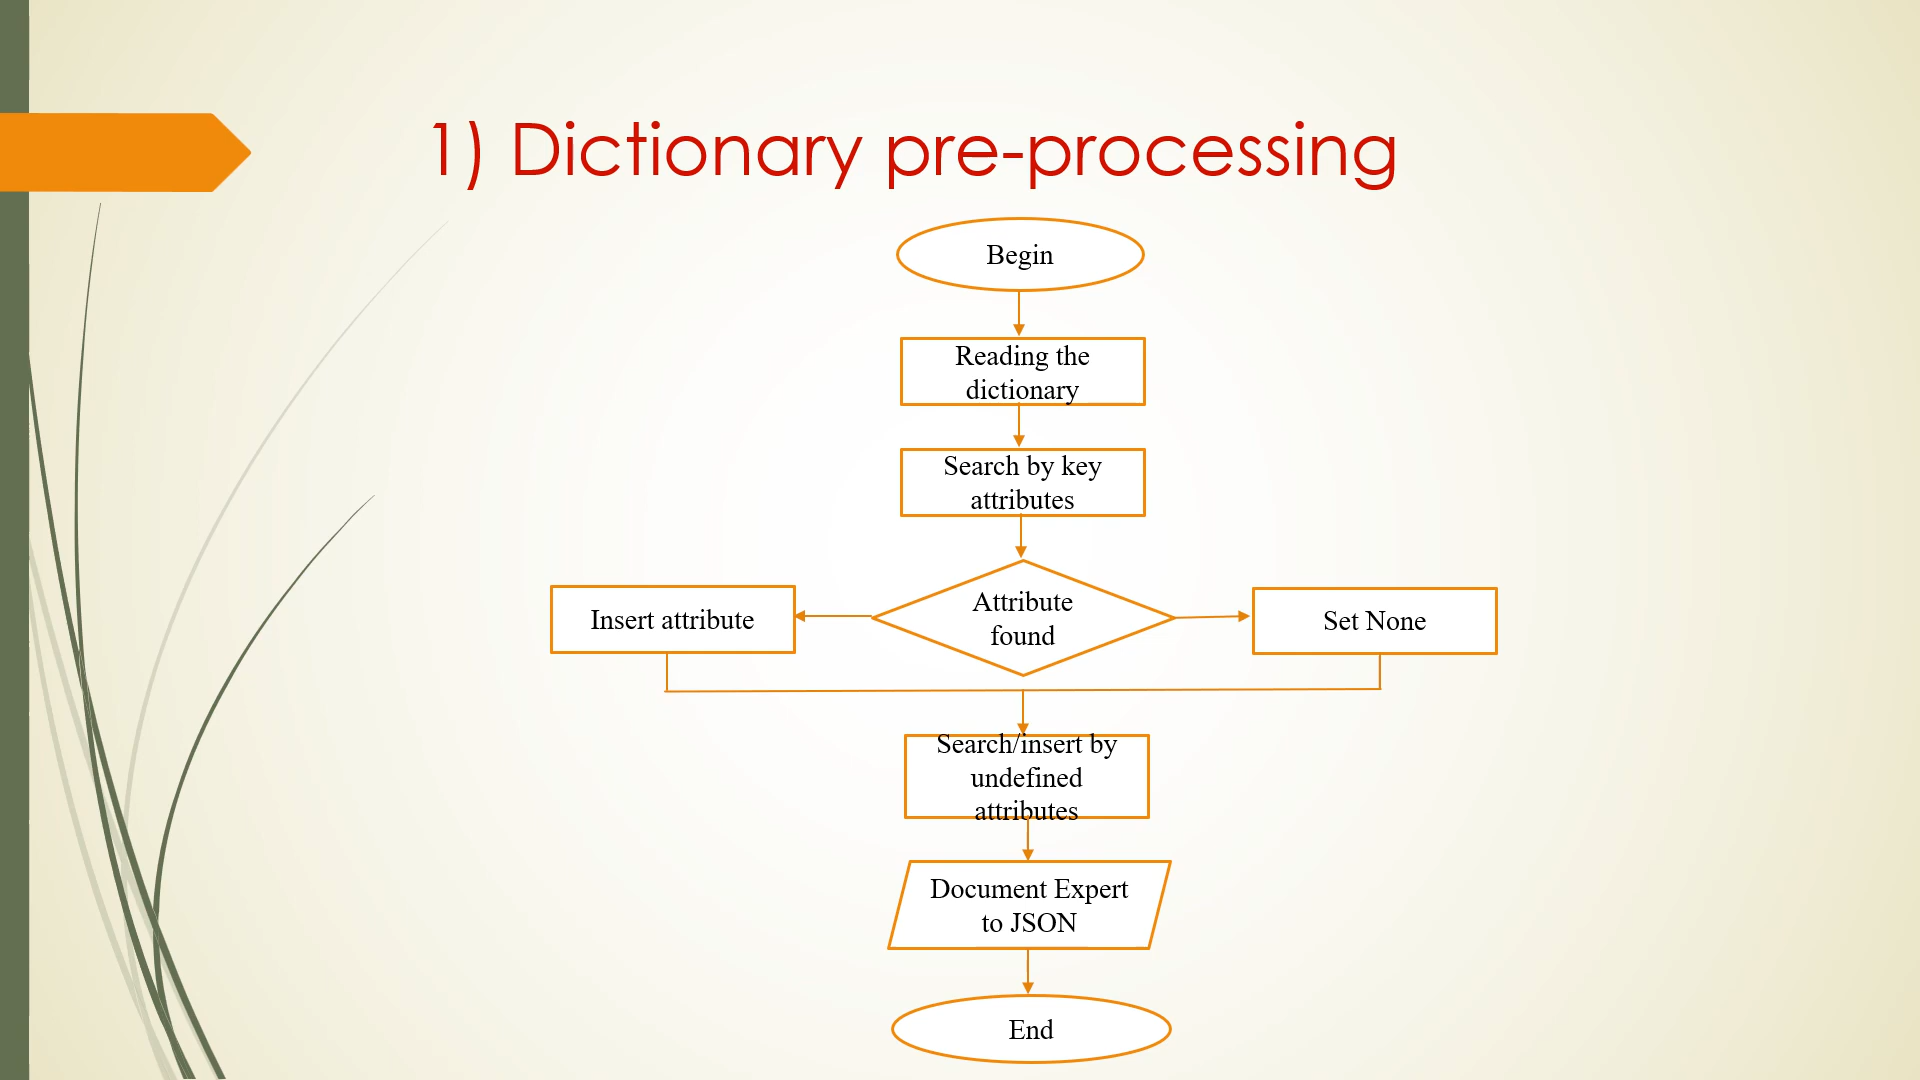 1) Dictionary pre-processing
Begin
Reading the
dictionary
Search by key
attributes
Insert attribute
Attribute
found
Set None
Search/insert by
undefined
attributes
Document Expert
to JSON
End